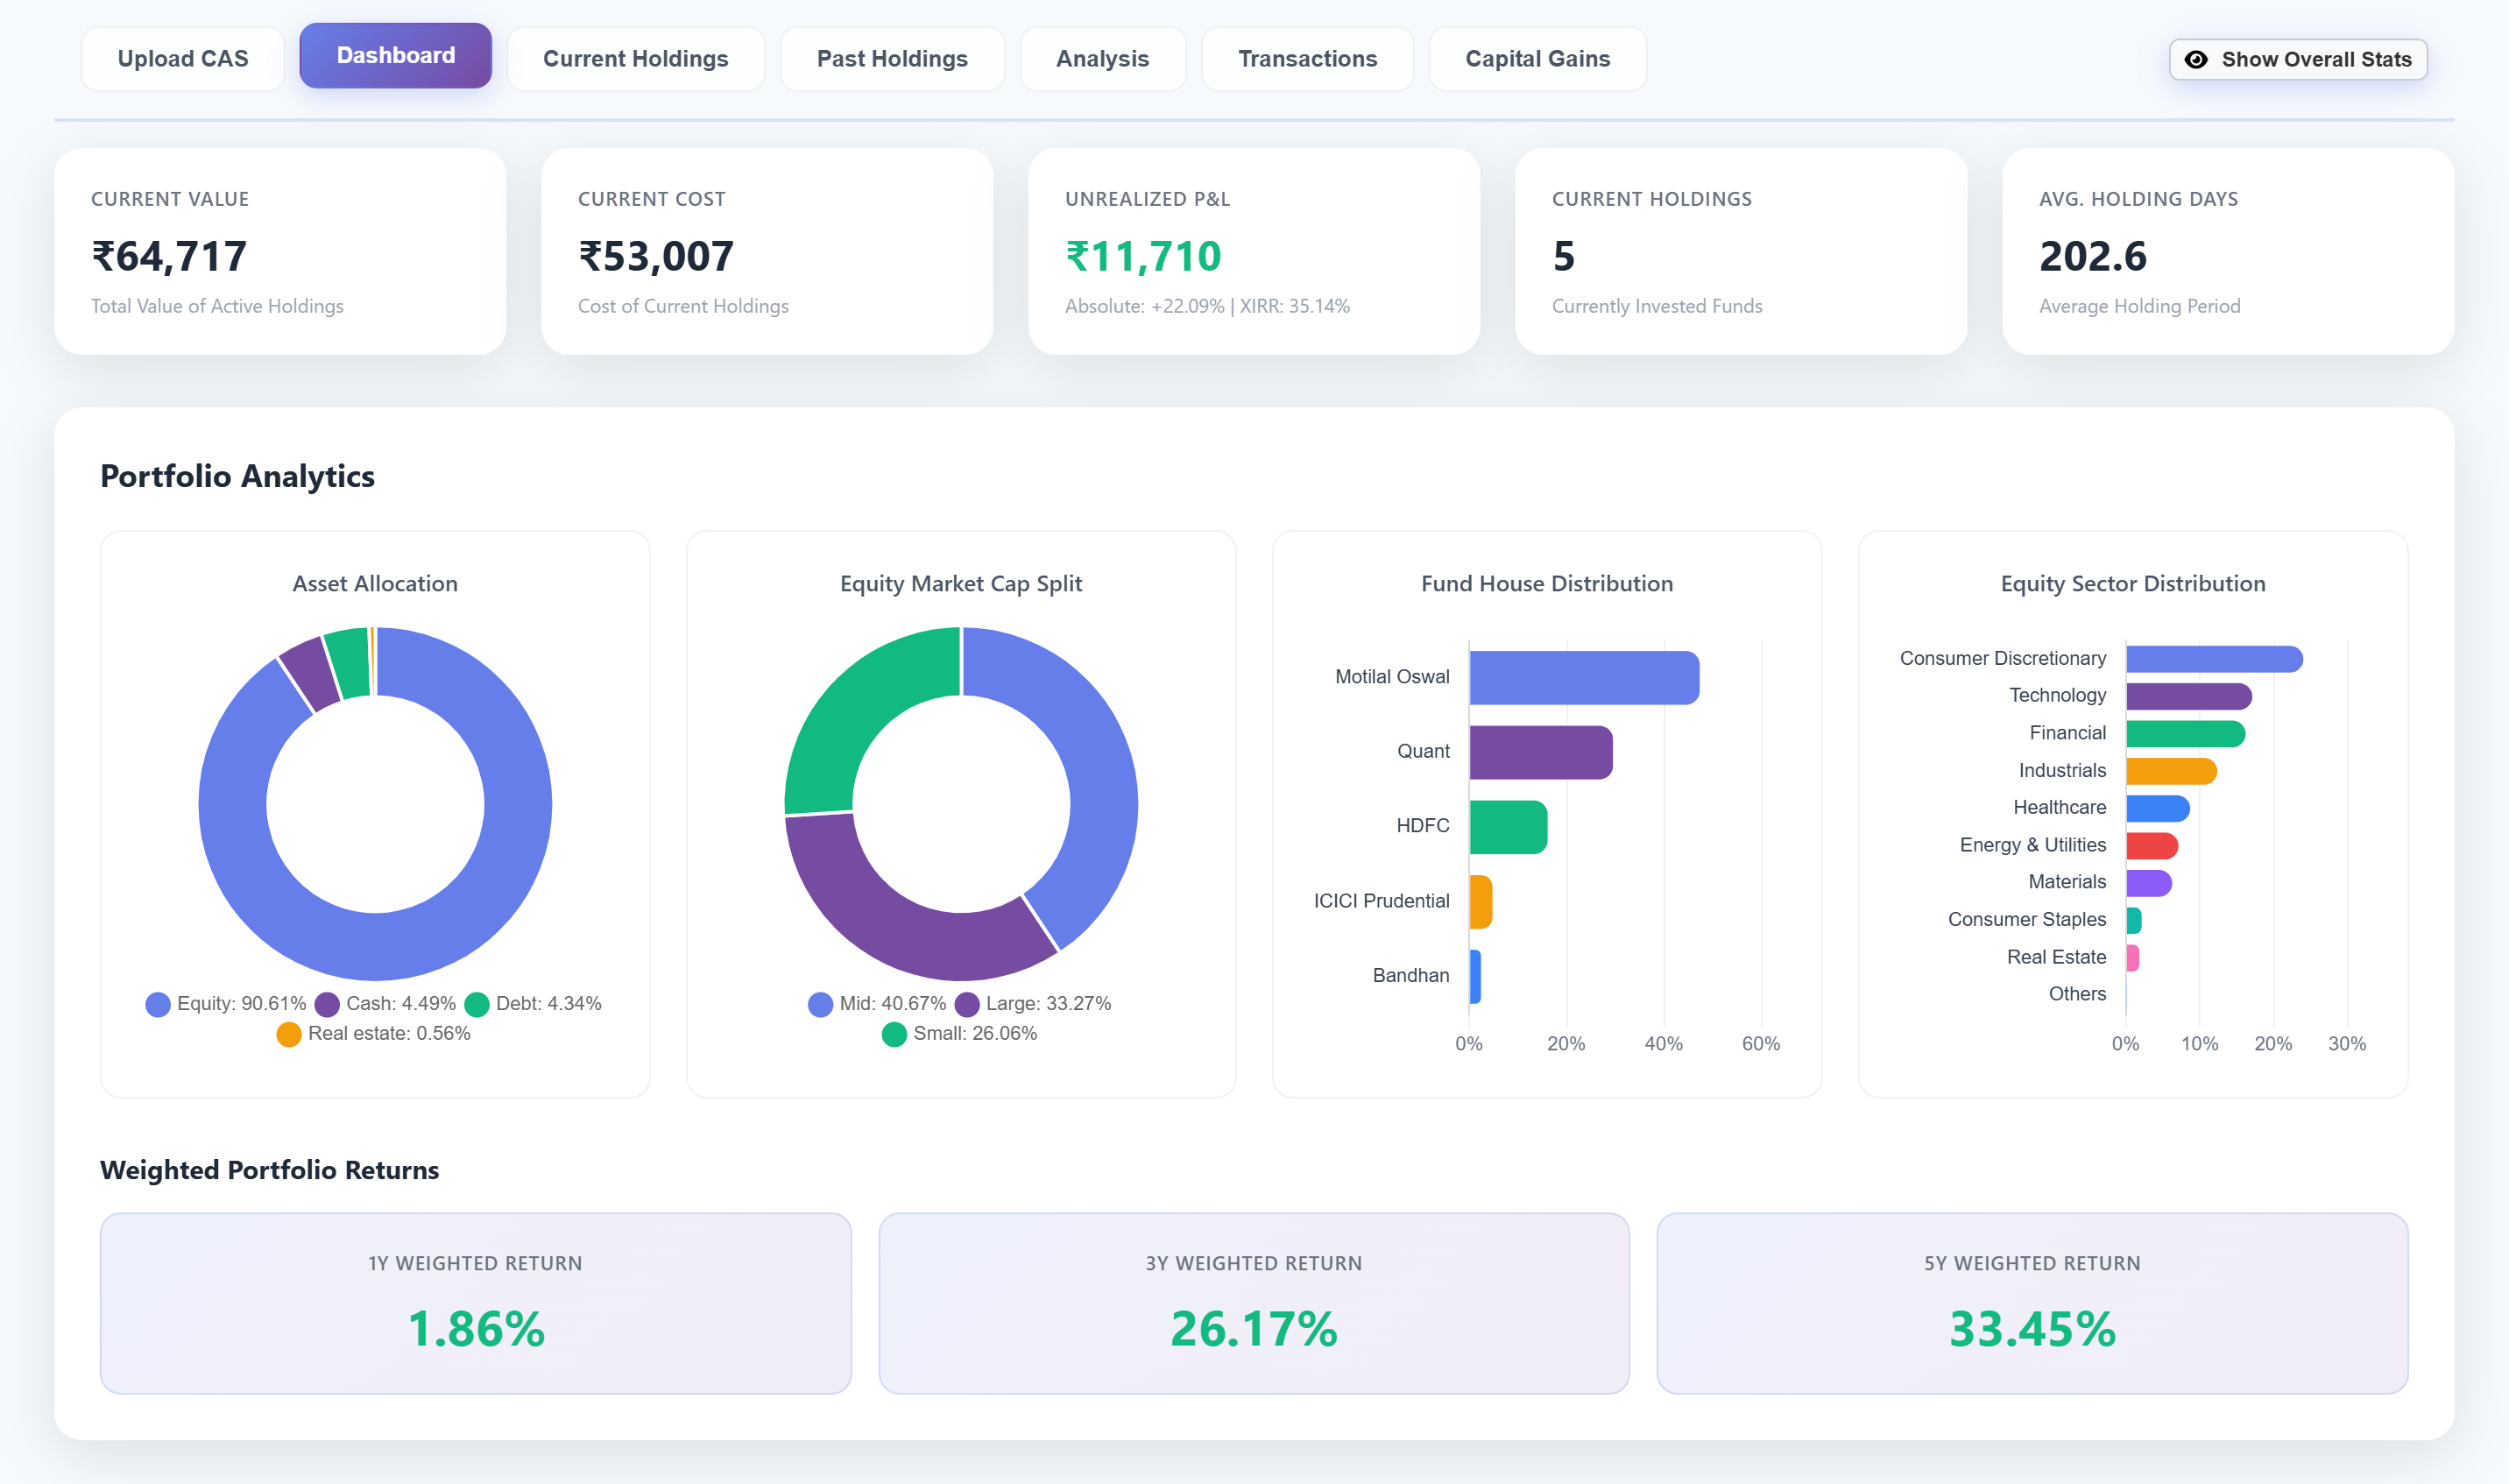 Upload CAS
Dashboard
Current Holdings
Past Holdings
Analysis
Transactions
Capital Gains
Show Overall Stats
CURRENT VALUE
₹64,717
Total Value of Active Holdings
CURRENT COST
₹53,007
Cost of Current Holdings
UNREALIZED P&L
₹11,710
Absolute: +22.09% | XIRR: 35.14%
CURRENT HOLDINGS
5
Currently Invested Funds
AVG. HOLDING DAYS
202.6
Average Holding Period
Portfolio Analytics
Asset Allocation
Equity: 90.61% Cash: 4.49% Debt: 4.34%
Real estate: 0.56%
Equity Market Cap Split
Mid: 40.67% Large: 33.27%
Small: 26.06%
Fund House Distribution
Motilal Oswal
Quant
HDFC
ICICI Prudential
Bandhan
0% 20% 40% 60%
Equity Sector Distribution
Consumer Discretionary
Technology
Financial
Industrials
Healthcare
Energy & Utilities
Materials
Consumer Staples
Real Estate
Others
0% 10% 20% 30%
Weighted Portfolio Returns
1Y WEIGHTED RETURN
1.86%
3Y WEIGHTED RETURN
26.17%
5Y WEIGHTED RETURN
33.45%